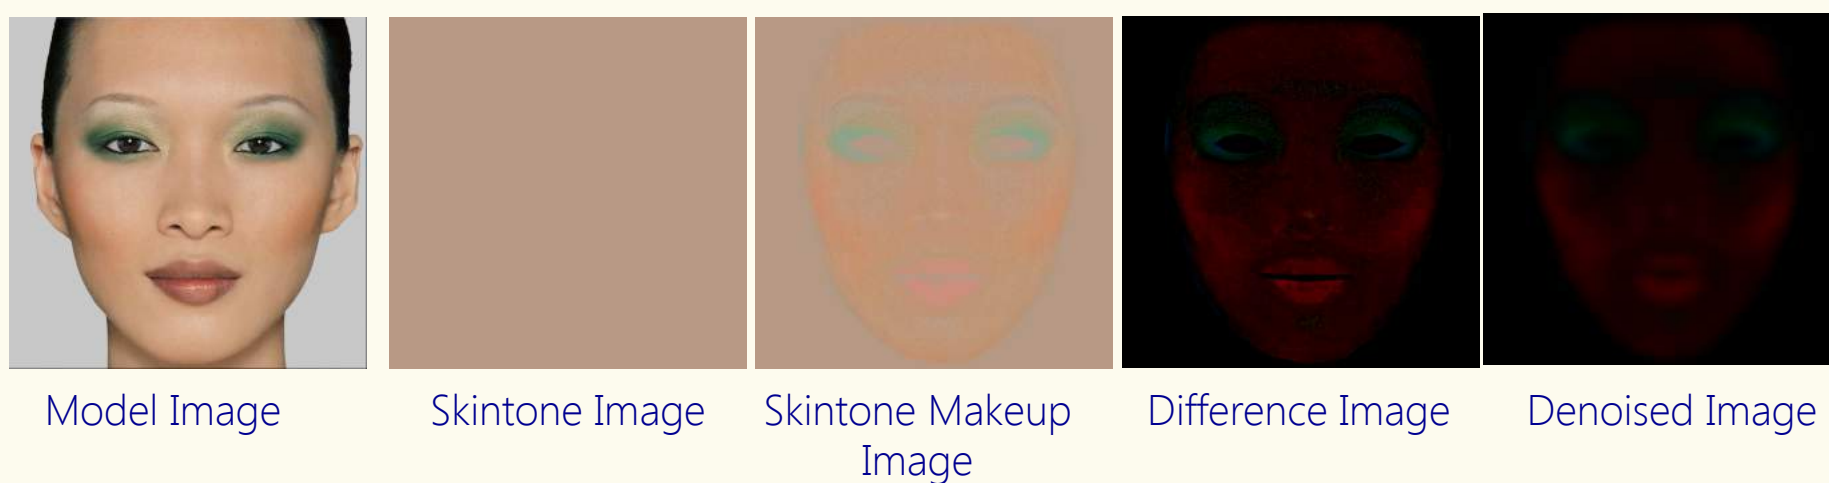 Model Image
Skintone Image
Skintone Makeup
Image
Difference Image
Denoised Image